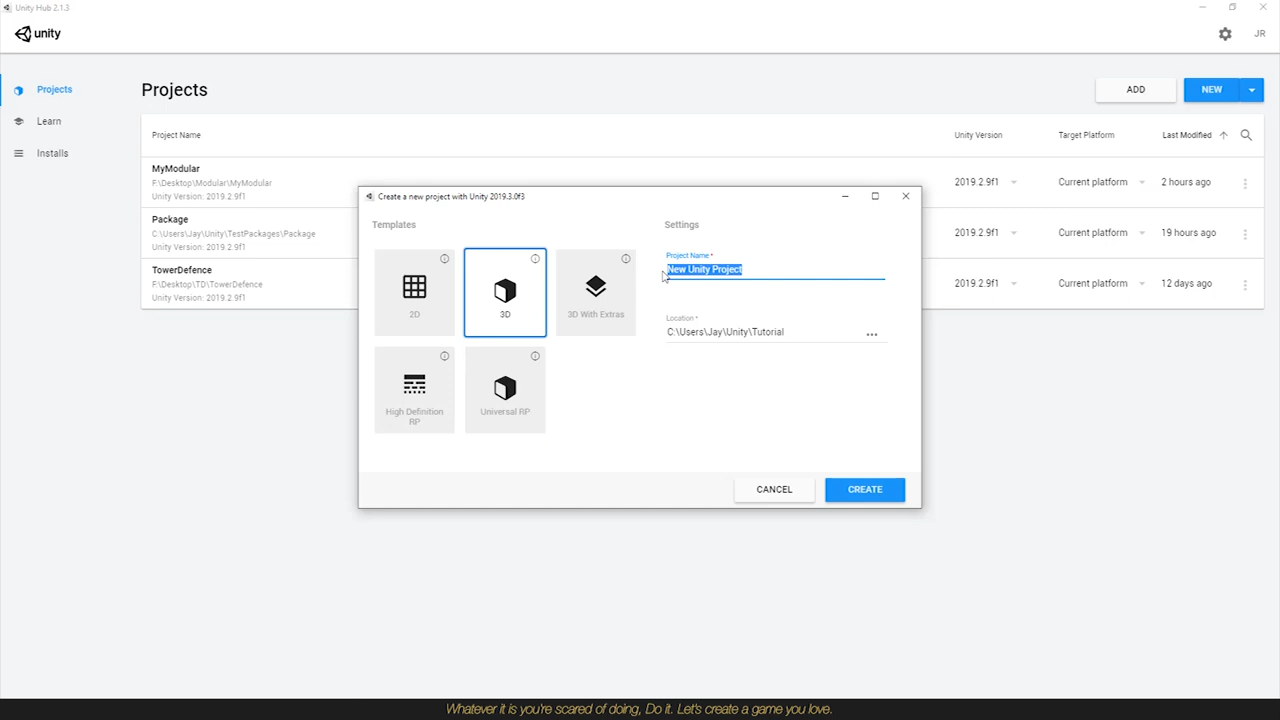 Unity Hub 2.1.3
unity
JR
Projects
Learn
Installs
Projects
ADD
NEW
Project Name
Unity Version
Target Platform
Last Modified
MyModular
F:\Desktop\Modular\MyModular
Unity Version: 2019.2.9f1
2019.2.9f1
Current platform
2 hours ago
Package
C:\Users\Jay\Unity\TestPackages\Package
Unity Version: 2019.2.9f1
2019.2.9f1
Current platform
19 hours ago
TowerDefence
F:\Desktop\TD\TowerDefence
Unity Version: 2019.2.9f1
2019.2.9f1
Current platform
12 days ago
Create a new project with Unity 2019.3.0f3
Templates
2D
3D
3D With Extras
High Definition
RP
Universal RP
Settings
Project Name *
New Unity Project
Location *
C:\Users\Jay\Unity\Tutorial
CANCEL
CREATE
Whatever it is you're scared of doing, Do it. Let's create a game you love.